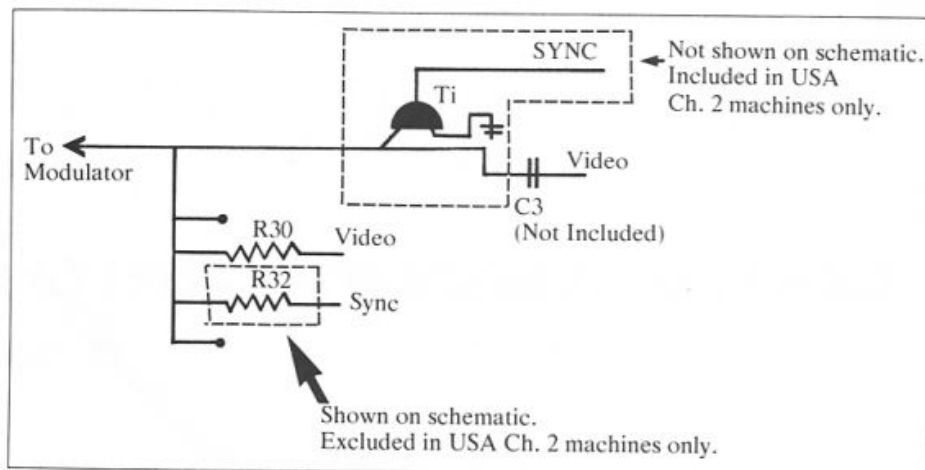 SYNC
Not shown on schematic.
Included in USA
Ch. 2 machines only.
Ti
To
Modulator
Video
C3
(Not Included)
R30
Video
R32
Sync
Shown on schematic.
Excluded in USA Ch. 2 machines only.